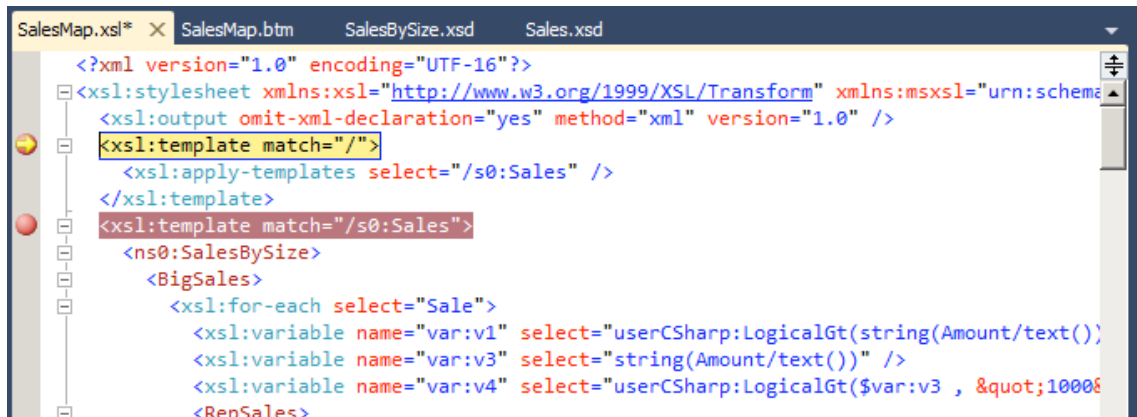 SalesMap.xsl* SalesMap.btm SalesBySize.xsd Sales.xsd
<?xml version="1.0" encoding="UTF-16"?>
<xsl:stylesheet xmlns:xsl="http://www.w3.org/1999/XSL/Transform" xmlns:msxsl="urn:schema
<xsl:output omit-xml-declaration="yes" method="xml" version="1.0" />
<xsl:template match="/">
<xsl:apply-templates select="/s0:Sales" />
</xsl:template>
<xsl:template match="/s0:Sales">
<ns0:SalesBySize>
<BigSales>
<xsl:for-each select="Sale">
<xsl:variable name="var:v1" select="userCSharp:LogicalGt(string(Amount/text())
<xsl:variable name="var:v3" select="string(Amount/text())" />
<xsl:variable name="var:v4" select="userCSharp:LogicalGt($var:v3 , &quot;1000&
<RepSales>